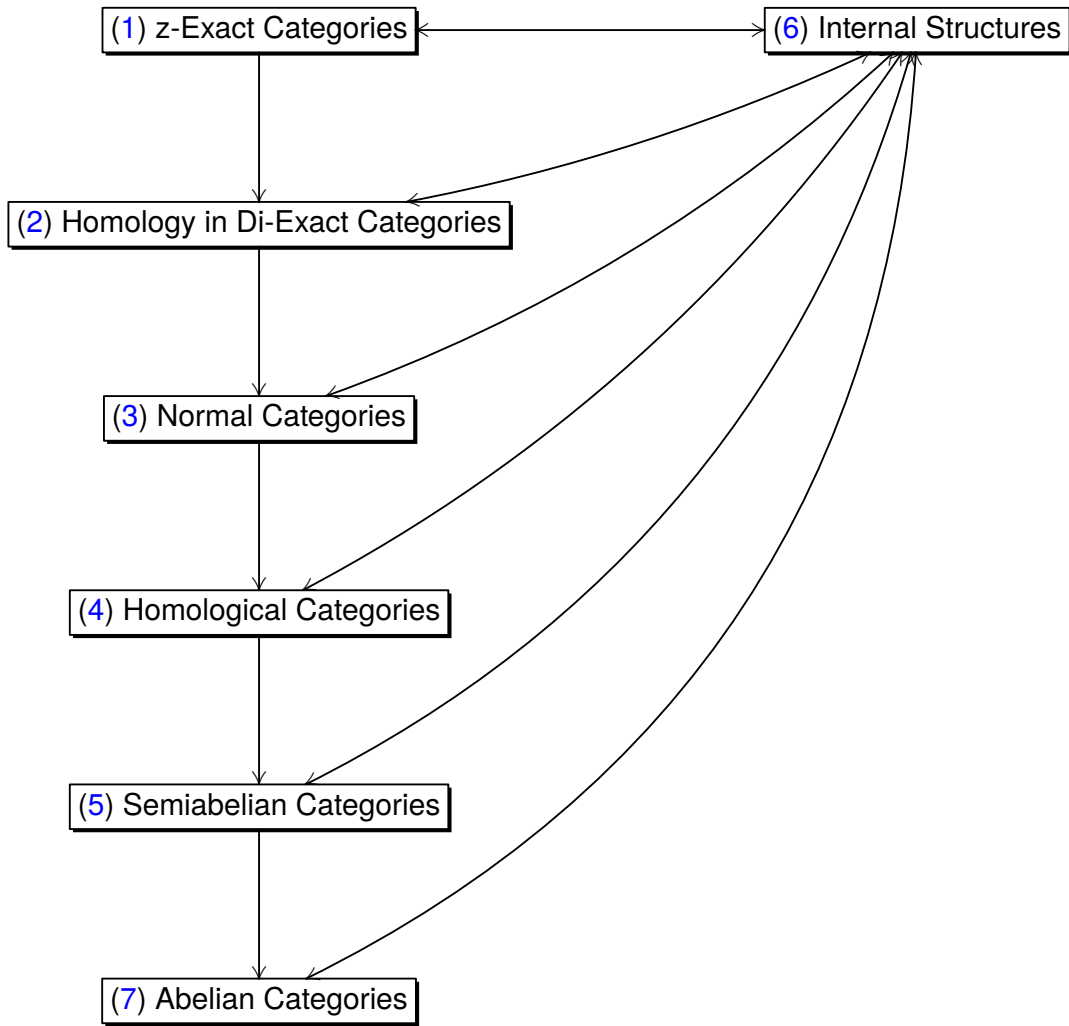 (1) z-Exact Categories
(6) Internal Structures
(2) Homology in Di-Exact Categories
(3) Normal Categories
(4) Homological Categories
(5) Semiabelian Categories
(7) Abelian Categories